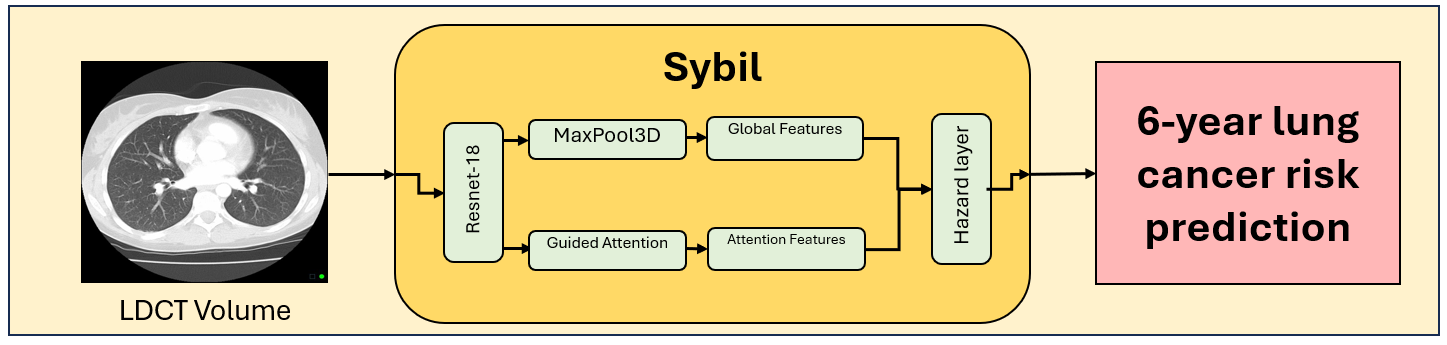 Sybil
LDCT Volume
Resnet-18
MaxPool3D
Global Features
Guided Attention
Attention Features
Hazard layer
6-year lung
cancer risk
prediction